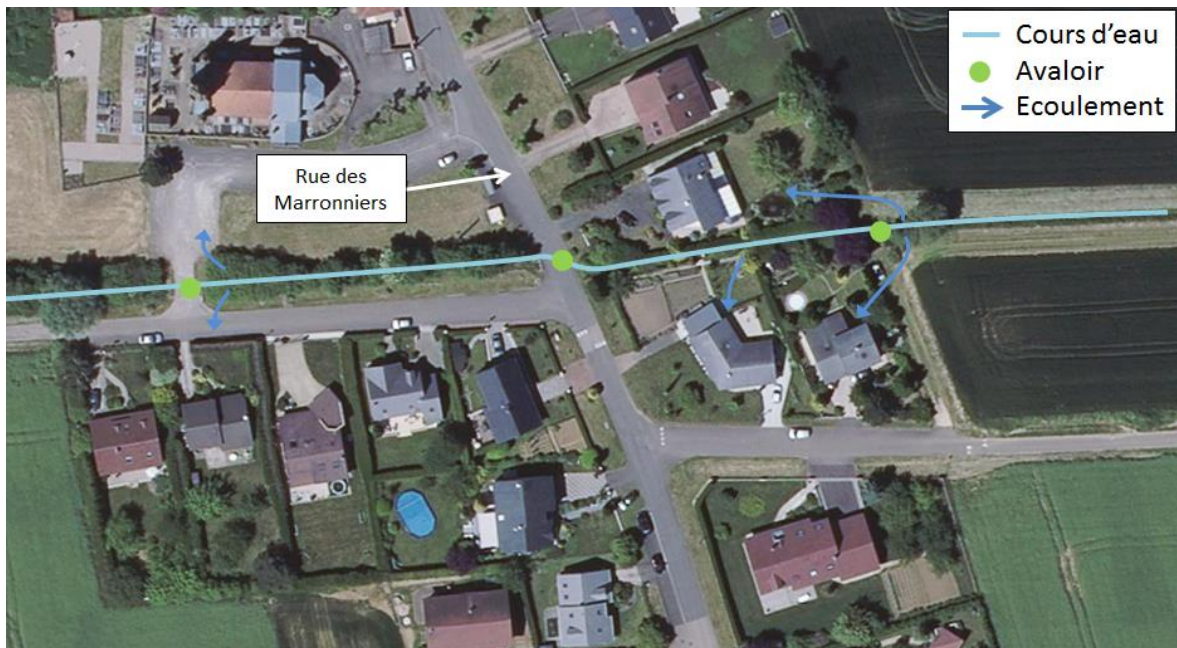 Cours d'eau
Avaloir
Ecoulement
Rue des
Marronniers